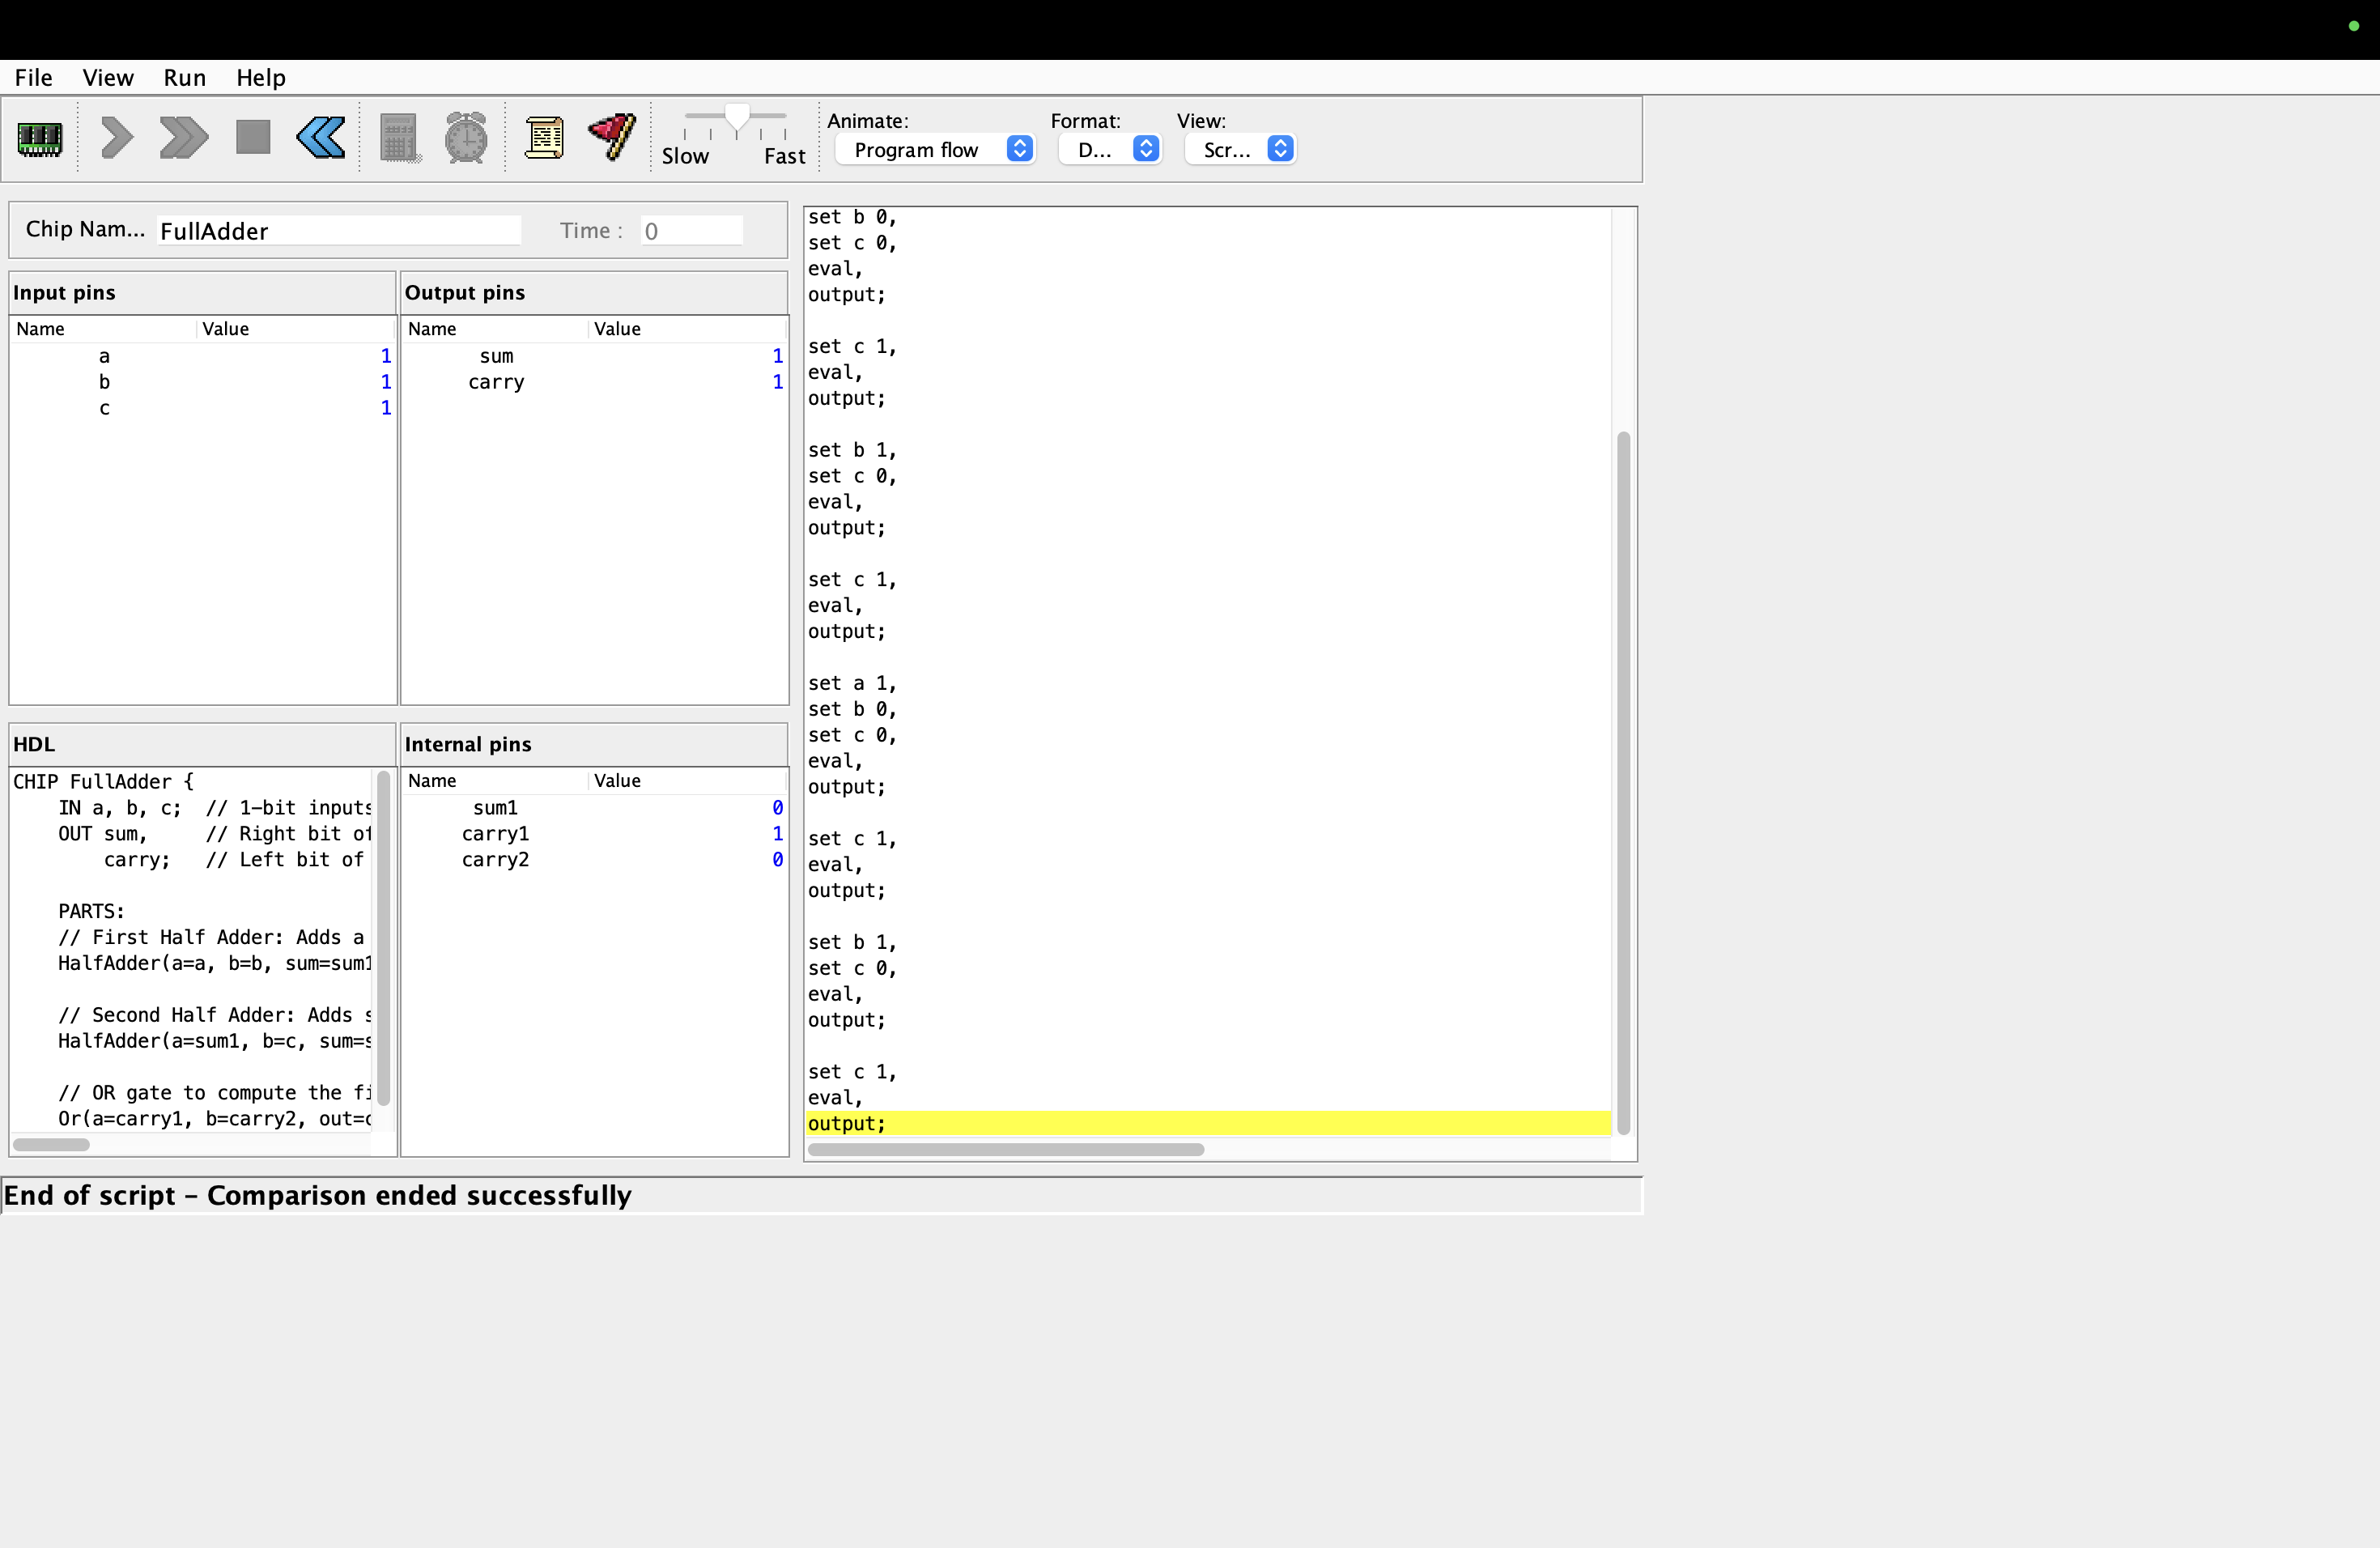 File View Run Help
Slow Fast
Animate: Format: View:
Program flow D... Scr...
Chip Nam... FullAdder Time : 0
Input pins
Name Value
a 1
b 1
c 1
Output pins
Name Value
sum 1
carry 1
HDL
CHIP FullAdder {
IN a, b, c; // 1-bit inputs
OUT sum, // Right bit of
carry; // Left bit of
PARTS:
// First Half Adder: Adds a
HalfAdder(a=a, b=b, sum=sum1
// Second Half Adder: Adds s
HalfAdder(a=sum1, b=c, sum=s
// OR gate to compute the fi
Or(a=carry1, b=carry2, out=c
Internal pins
Name Value
sum1 0
carry1 1
carry2 0
set b 0,
set c 0,
eval,
output;
set c 1,
eval,
output;
set b 1,
set c 0,
eval,
output;
set c 1,
eval,
output;
set a 1,
set b 0,
set c 0,
eval,
output;
set c 1,
eval,
output;
set b 1,
set c 0,
eval,
output;
set c 1,
eval,
output;
End of script – Comparison ended successfully